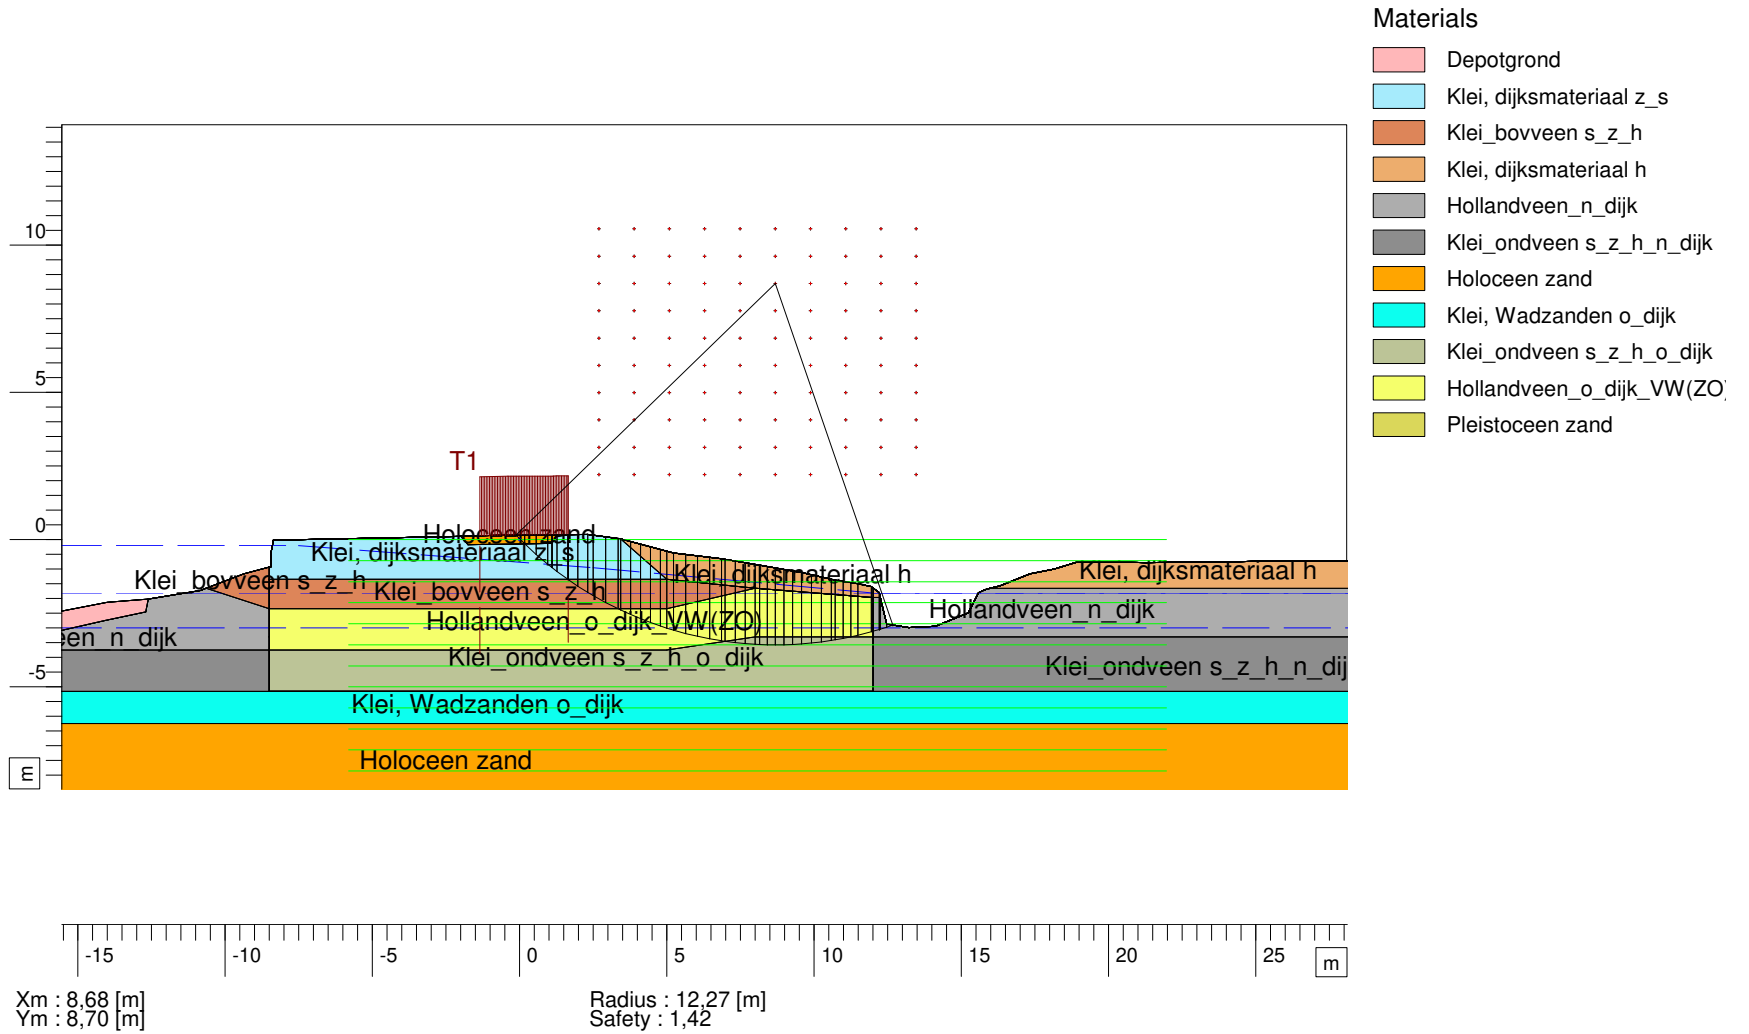 Materials
Depotgrond
Klei, dijksmateriaal z_s
Klei_bovveen s_z_h
Klei, dijksmateriaal h
Hollandveen_n_dijk
Klei_ondveen s_z_h_n_dijk
Holoceen zand
Klei, Wadzanden o_dijk
Klei_ondveen s_z_h_o_dijk
Hollandveen_o_dijk_VW(ZO)
Pleistoceen zand
10
5
0
-5
m
T1
Holoceen zand
Klei, dijksmateriaal z_s
Klei_bovveen s_z_h
Klei_bovveen s_z_h
Klei, dijksmateriaal h
Klei, dijksmateriaal h
Hollandveen_o_dijk_VW(ZO)
Hollandveen_n_dijk
een_n_dijk
Klei_ondveen s_z_h_o_dijk
Klei_ondveen s_z_h_n_dij
Klei, Wadzanden o_dijk
Holoceen zand
-15 -10 -5 0 5 10 15 20 25 m
Xm : 8,68 [m]
Ym : 8,70 [m]
Radius : 12,27 [m]
Safety : 1,42